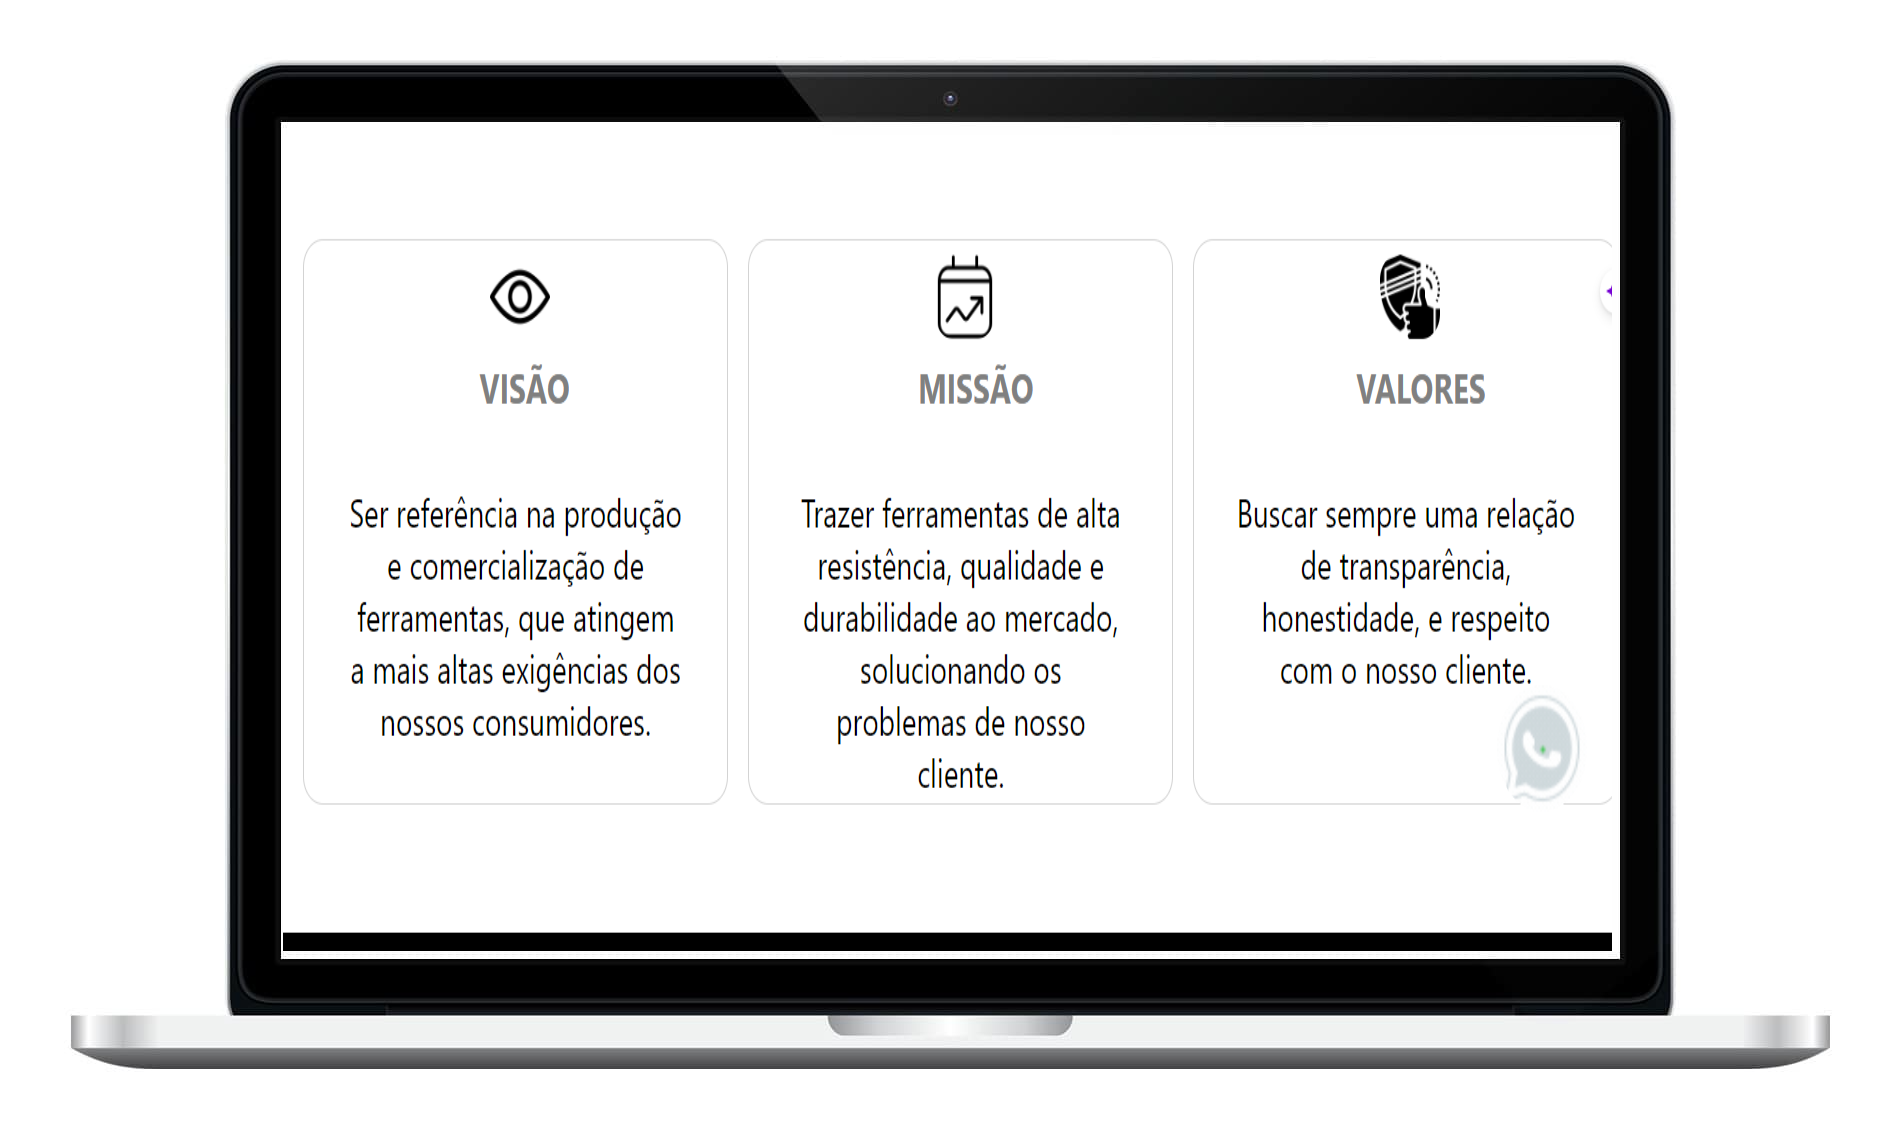 VISÃO
Ser referência na produção
e comercialização de
ferramentas, que atingem
a mais altas exigências dos
nossos consumidores.
MISSÃO
Trazer ferramentas de alta
resistência, qualidade e
durabilidade ao mercado,
solucionando os
problemas de nosso
cliente.
VALORES
Buscar sempre uma relação
de transparência,
honestidade, e respeito
com o nosso cliente.